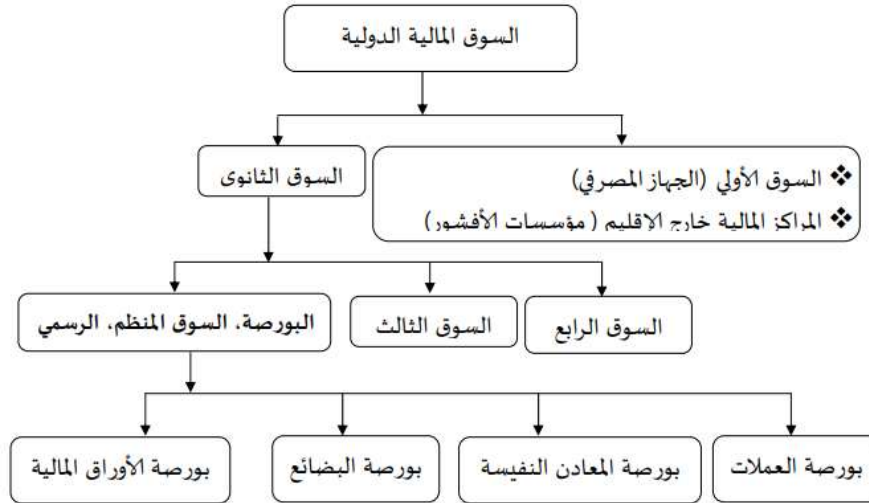 السوق المالية الدولية
❖ السوق الأولي (الجهاز المصرفي)
❖ المراكز المالية خارج الاقليم ( مؤسسات الأفشور)
السوق الثانوى
السوق الرابع
السوق الثالث
البورصة، السوق المنظم، الرسمي
بورصة العملات
بورصة المعادن النفيسة
بورصة البضائع
بورصة الأوراق المالية